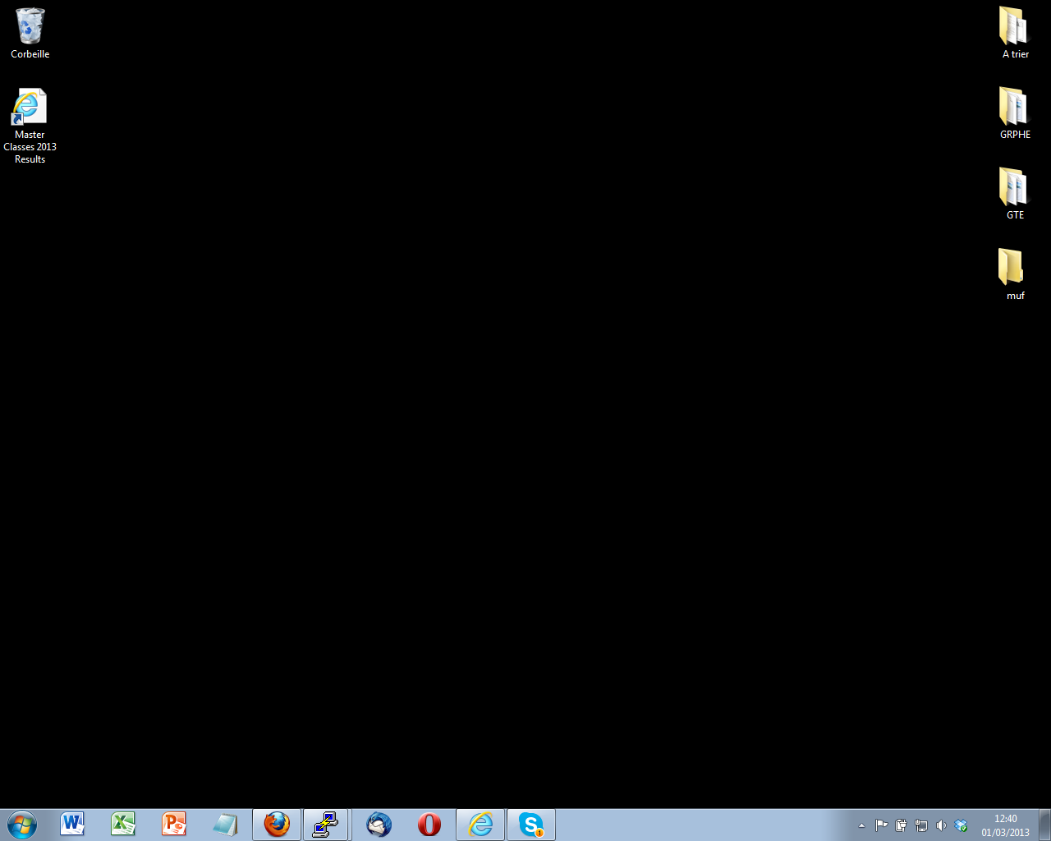 Corbeille
Master
Classes 2013
Results
A trier
GRPHE
GTE
muf
12:40
01/03/2013